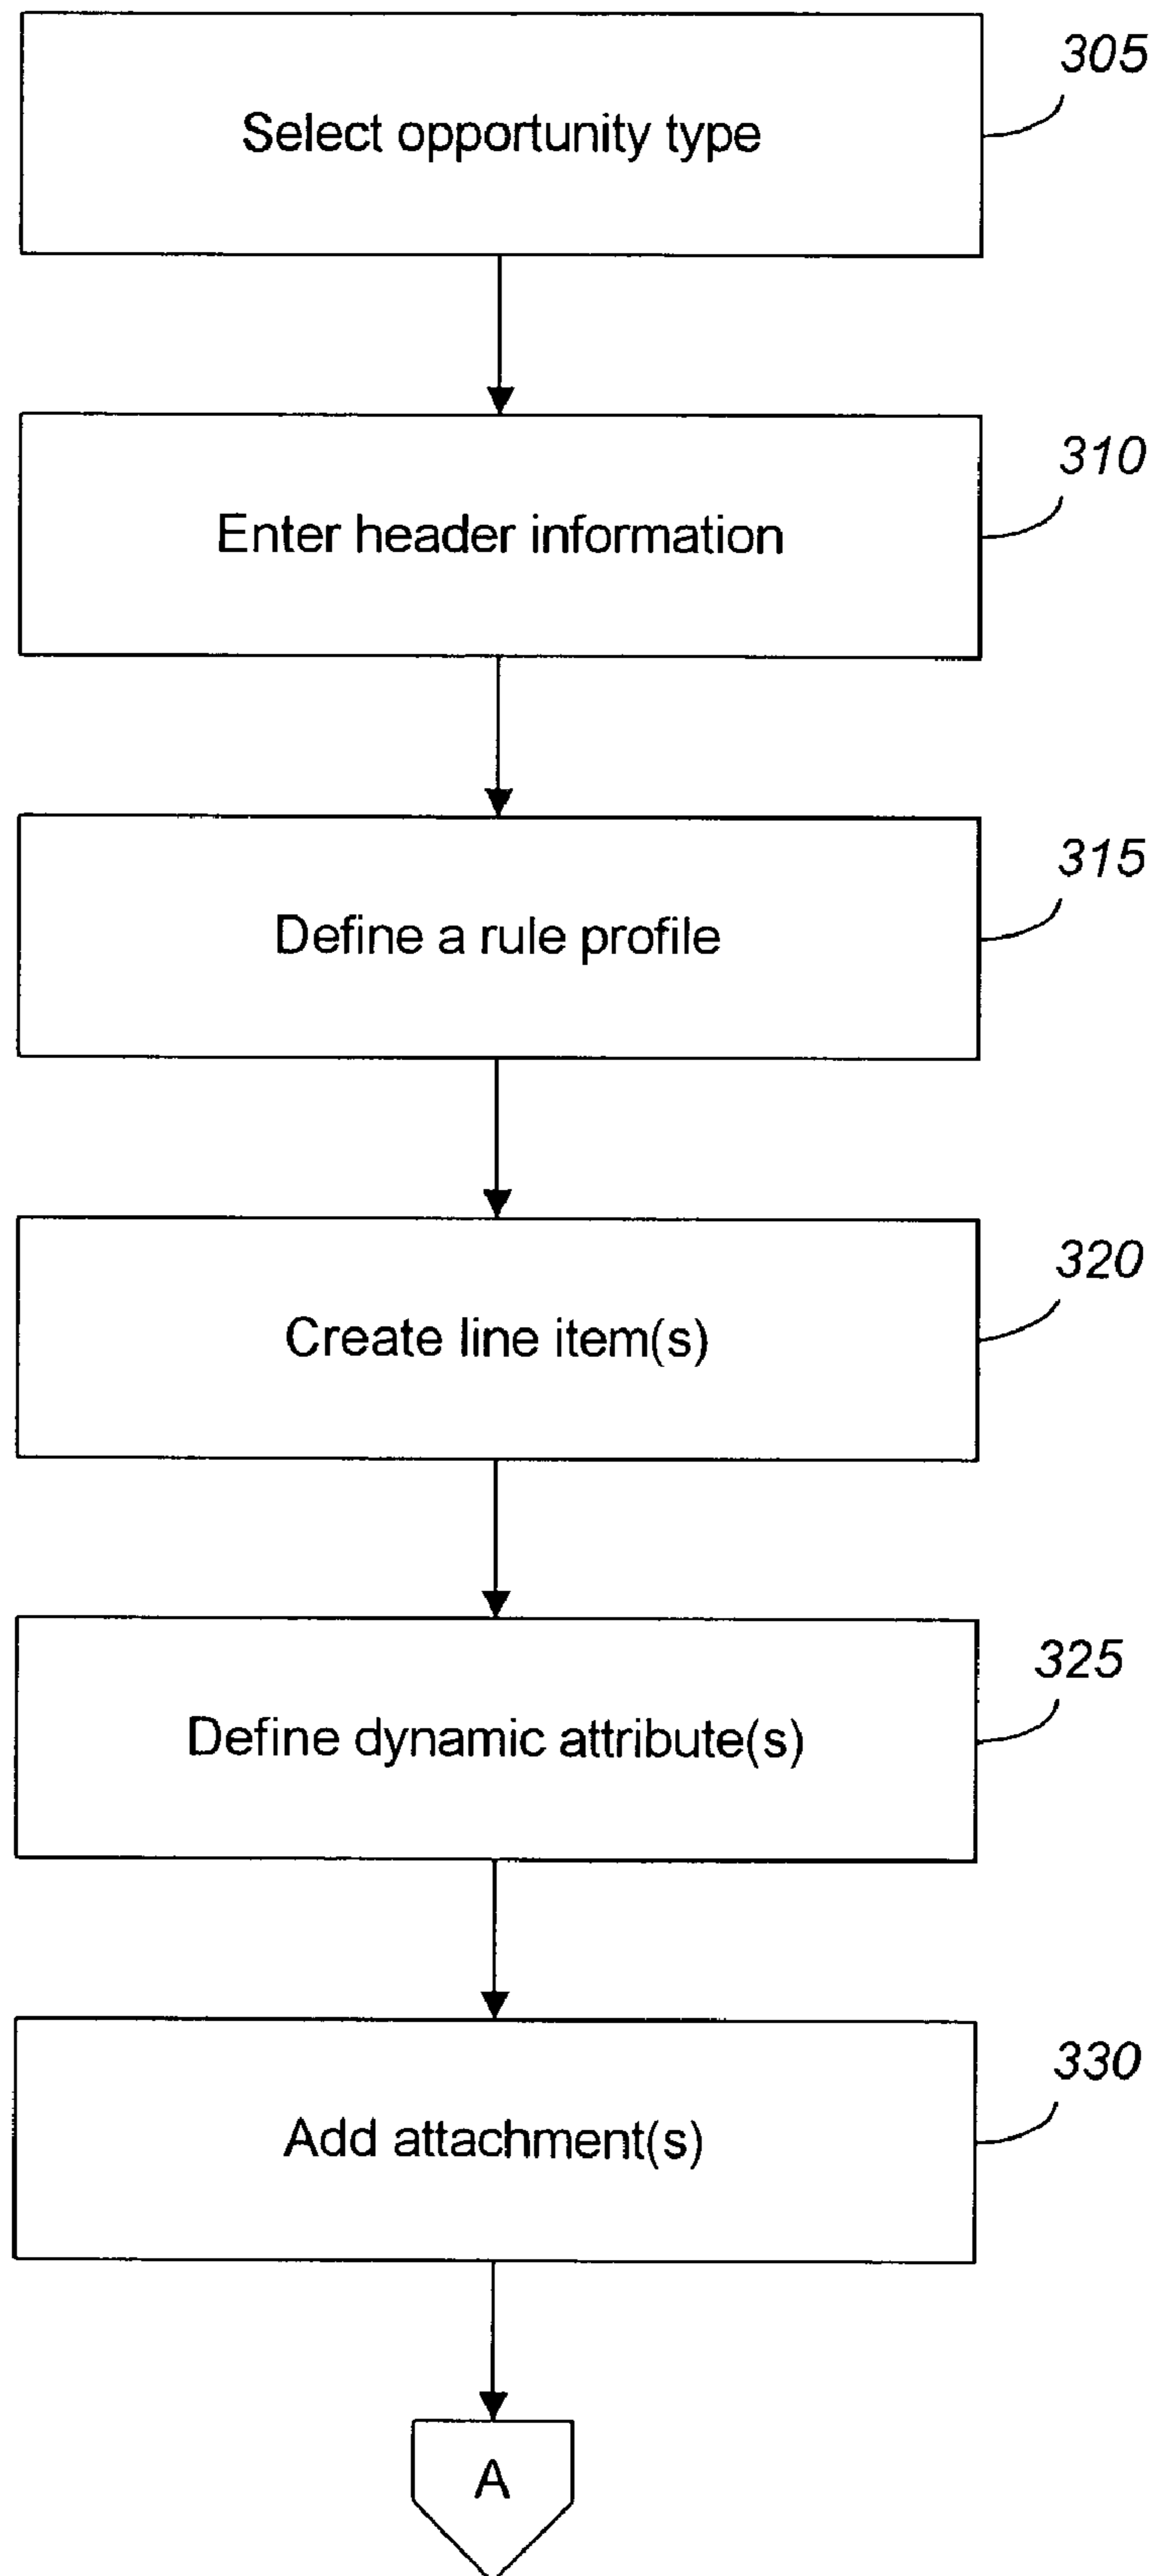 Select opportunity type
305
Enter header information
310
Define a rule profile
315
Create line item(s)
320
Define dynamic attribute(s)
325
Add attachment(s)
330
A